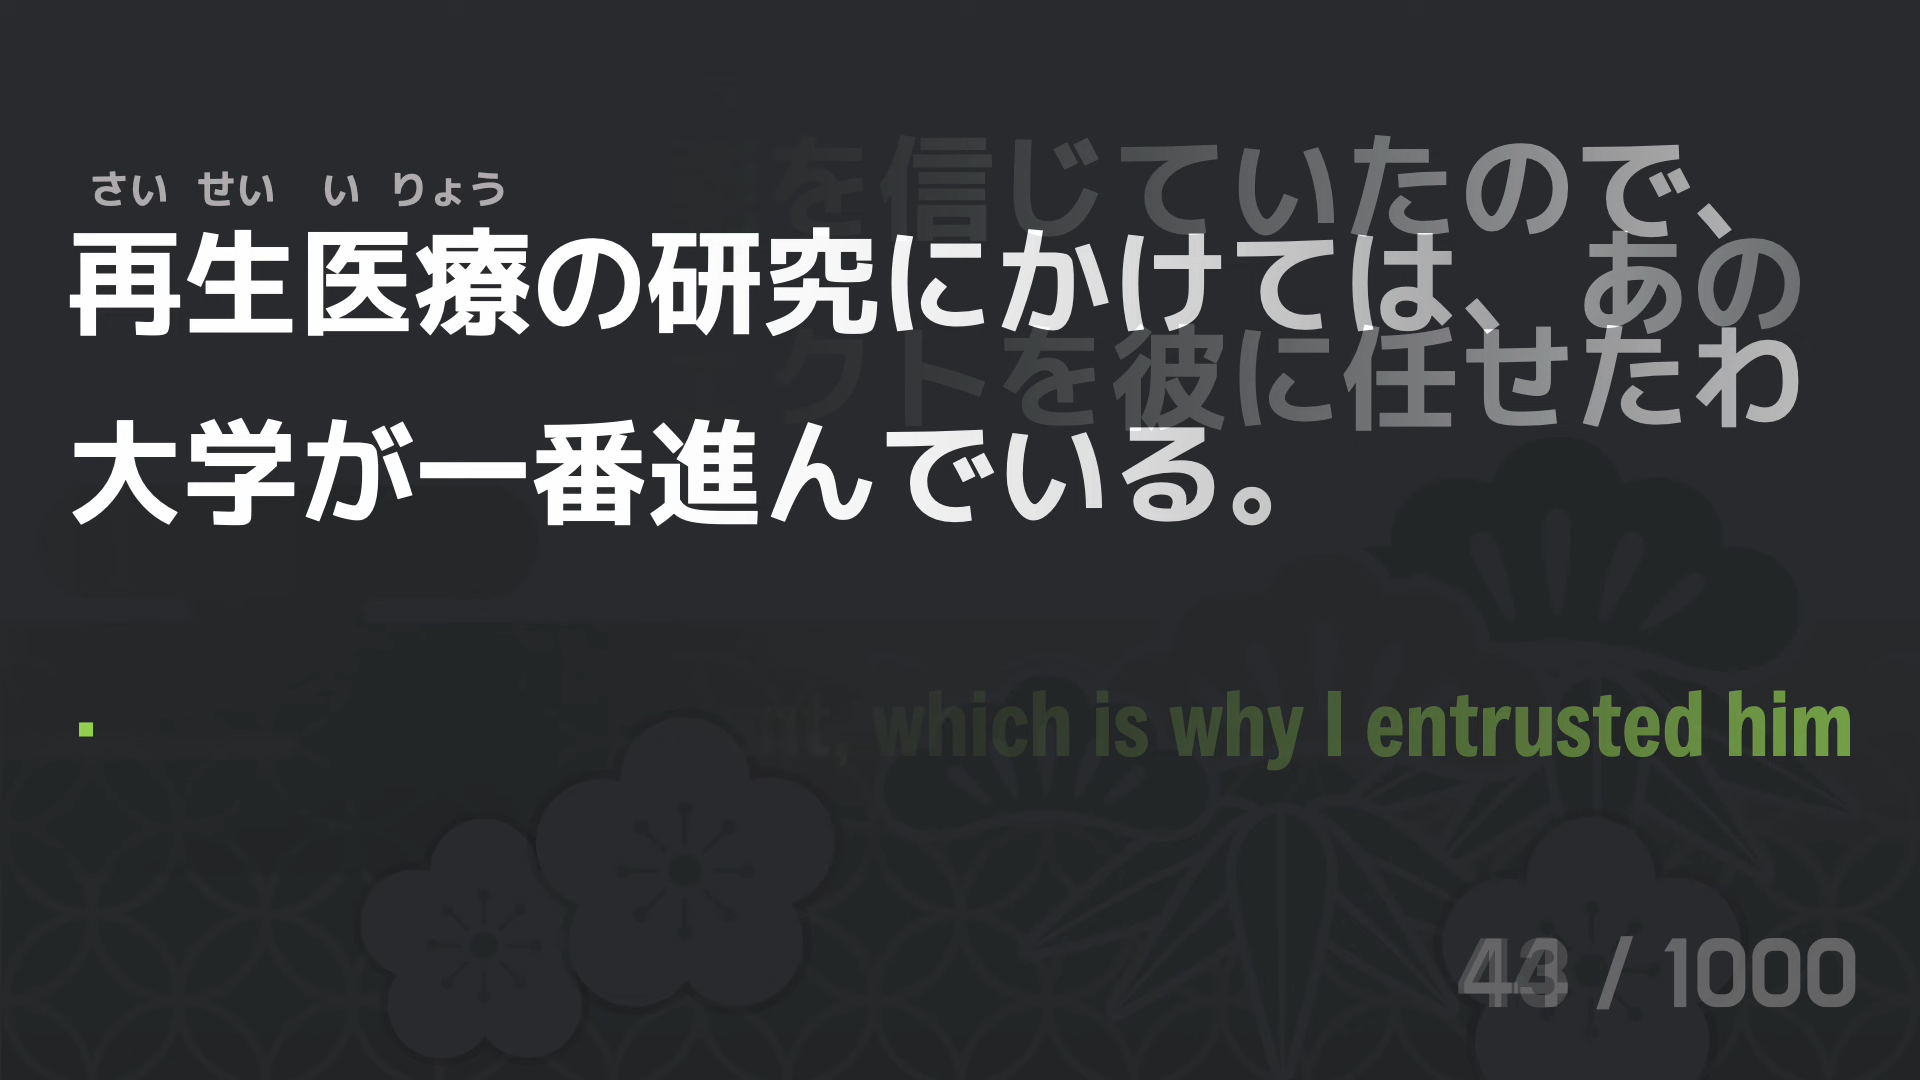 を信じていたので、
さい せい い りょう
再生医療の研究にかけては、あの
クトを彼に任せたわ
大学が一番進んでいる。
which is why I entrusted him
/ 1000